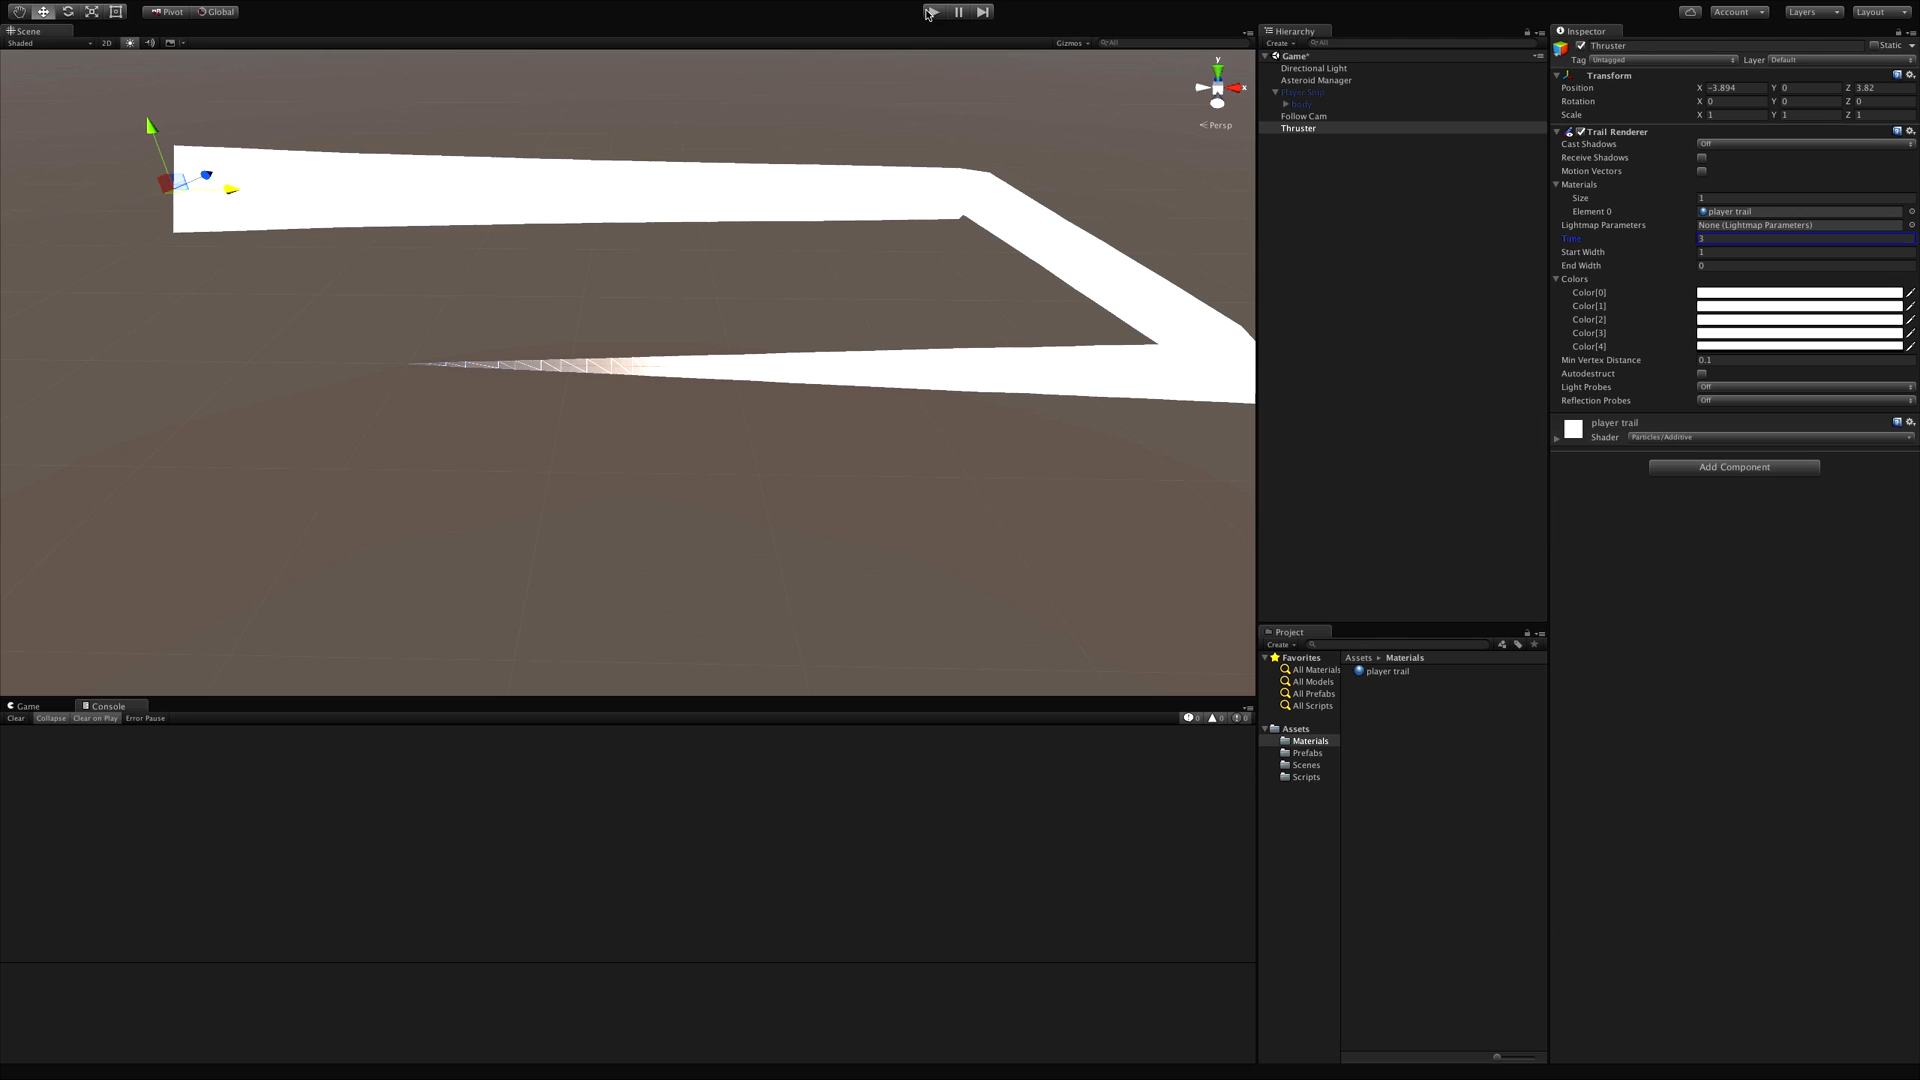 Pivot Global Account Layers Layout
Scene
Shaded 2D Gizmos All
y
x
Persp
Hierarchy
Create All
Game*
Directional Light
Asteroid Manager
Player Ship
body
Follow Cam
Thruster
Inspector
Thruster Static
Tag Untagged Layer Default
Transform
Position X -3.894 Y 0 Z 3.82
Rotation X 0 Y 0 Z 0
Scale X 1 Y 1 Z 1
Trail Renderer
Cast Shadows Off
Receive Shadows
Motion Vectors
Materials
Size 1
Element 0 player trail
Lightmap Parameters None (Lightmap Parameters)
Time 3
Start Width 1
End Width 0
Colors
Color[0]
Color[1]
Color[2]
Color[3]
Color[4]
Min Vertex Distance 0.1
Autodestruct
Light Probes Off
Reflection Probes Off
player trail
Shader Particles/Additive
Add Component
Project
Create
Favorites
All Materials
All Models
All Prefabs
All Scripts
Assets
Materials
Prefabs
Scenes
Scripts
Assets Materials
player trail
Game Console
Clear Collapse Clear on Play Error Pause 0 0 0